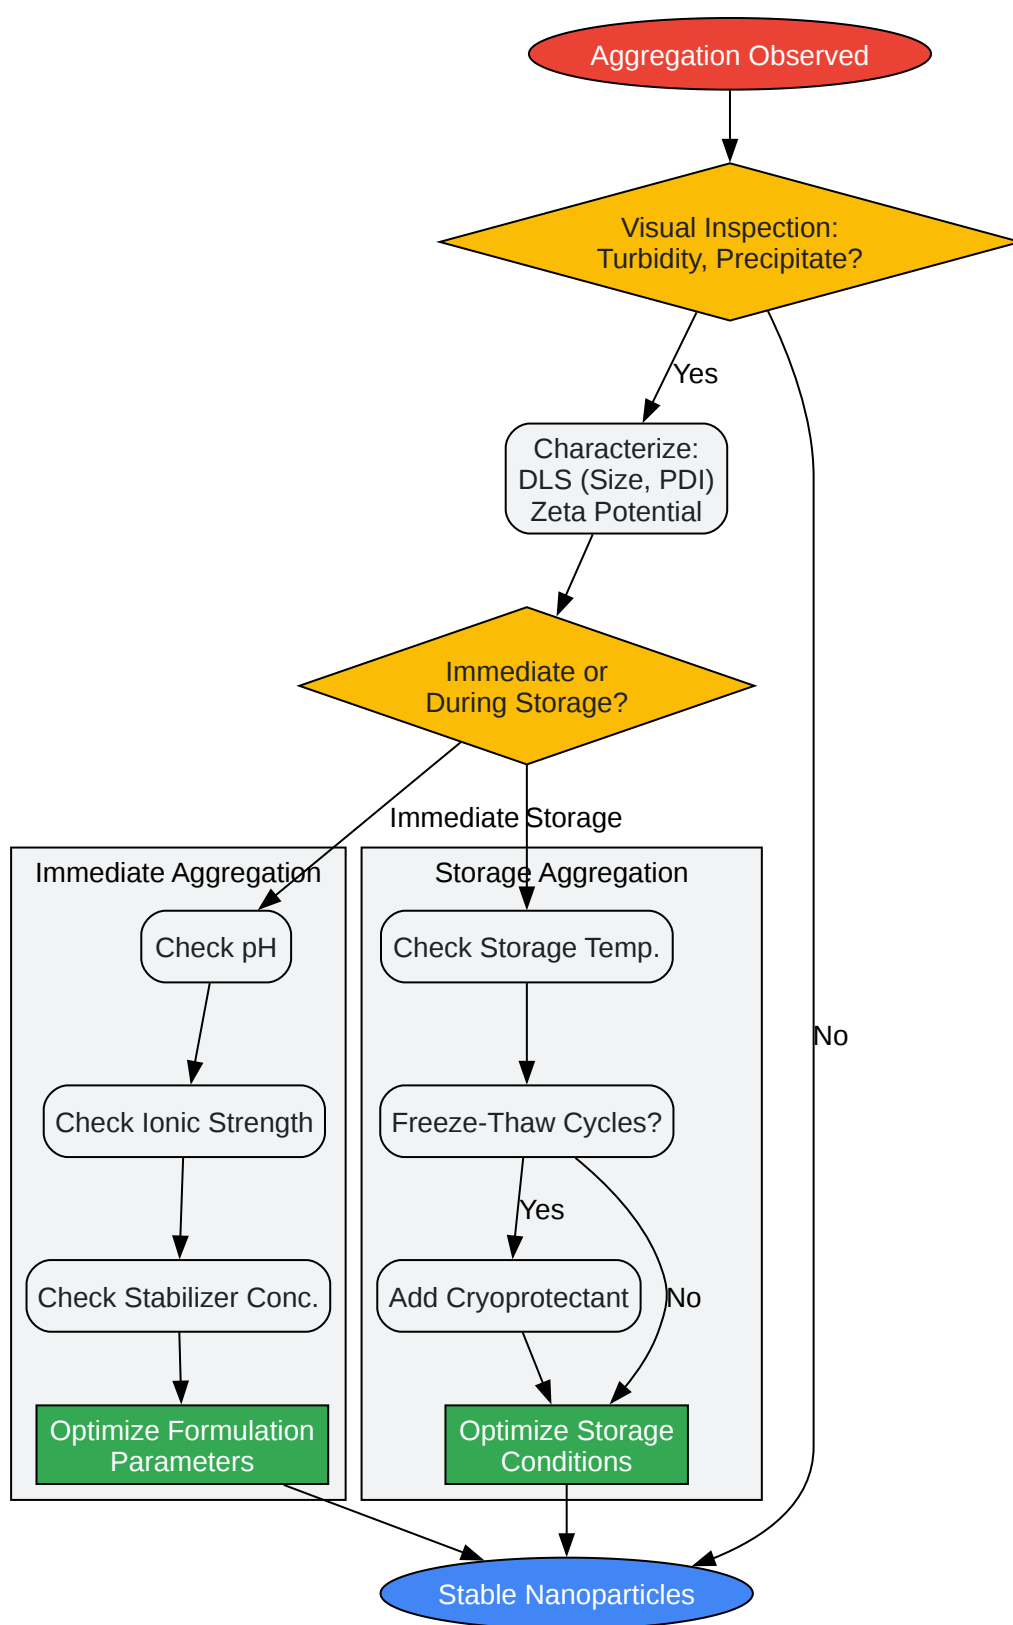 Aggregation Observed
Visual Inspection:
Turbidity, Precipitate?
Yes
Characterize:
DLS (Size, PDI)
Zeta Potential
Immediate or
During Storage?
Immediate
Storage
Immediate Aggregation
Check pH
Check Ionic Strength
Check Stabilizer Conc.
Optimize Formulation
Parameters
Storage Aggregation
Check Storage Temp.
Freeze-Thaw Cycles?
Yes
Add Cryoprotectant
No
Optimize Storage
Conditions
No
Stable Nanoparticles